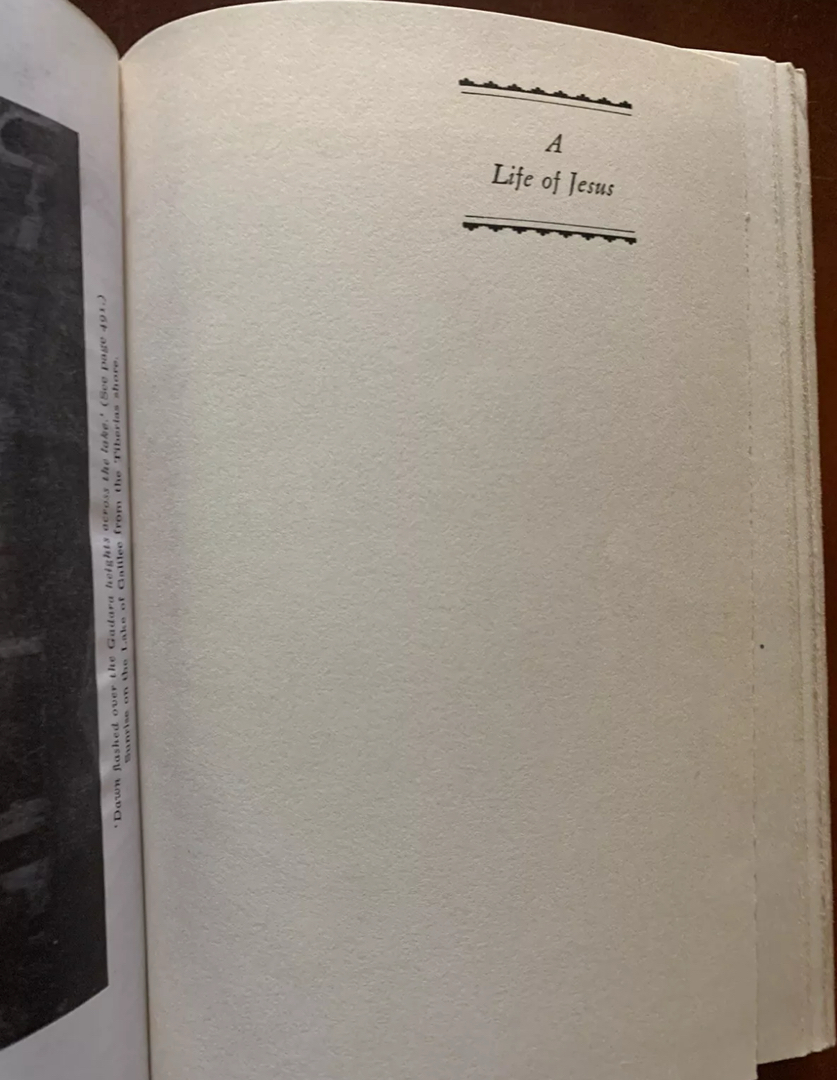 'Dawn flashed over the Gadara heights across the lake.' (See page 491.)
Sunrise on the Lake of Galilee from the Tiberias shore.
A
Life of Jesus